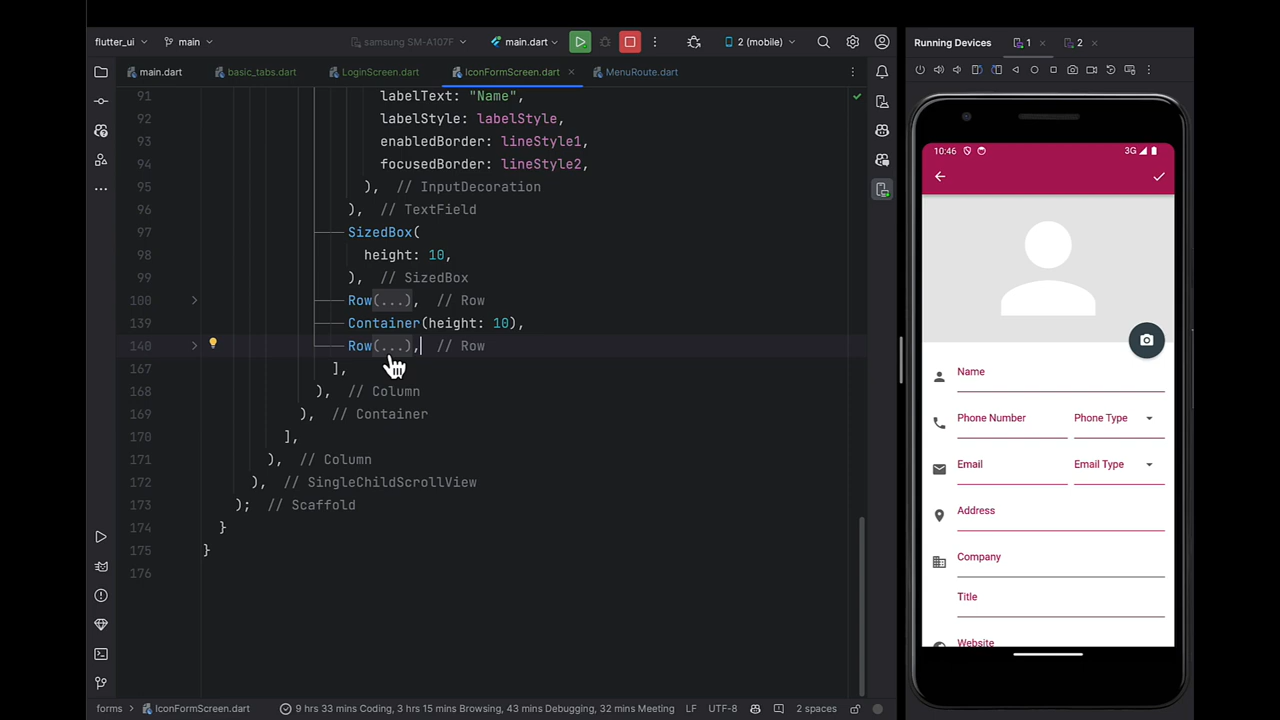 flutter_ui
main
samsung SM-A107F
main.dart
2 (mobile)
Running Devices
1
2
main.dart
basic_tabs.dart
LoginScreen.dart
IconFormScreen.dart
MenuRoute.dart
91 labelText: "Name",
92 labelStyle: labelStyle,
93 enabledBorder: lineStyle1,
94 focusedBorder: lineStyle2,
95 ), // InputDecoration
96 ), // TextField
97 SizedBox(
98 height: 10,
99 ), // SizedBox
100 Row(...), // Row
139 Container(height: 10),
140 Row(...), // Row
167 ],
168 ), // Column
169 ), // Container
170 ],
171 ), // Column
172 ), // SingleChildScrollView
173 ); // Scaffold
174 }
175 }
176
10:46
3G
Name
Phone Number
Phone Type
Email
Email Type
Address
Company
Title
Website
forms
IconFormScreen.dart
9 hrs 33 mins Coding, 3 hrs 15 mins Browsing, 43 mins Debugging, 32 mins Meeting
LF
UTF-8
2 spaces